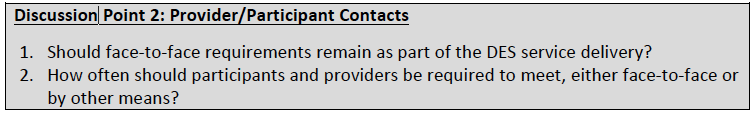 Discussion Point 2: Provider/Participant Contacts
1. Should face-to-face requirements remain as part of the DES service delivery?
2. How often should participants and providers be required to meet, either face-to-face or
by other means?